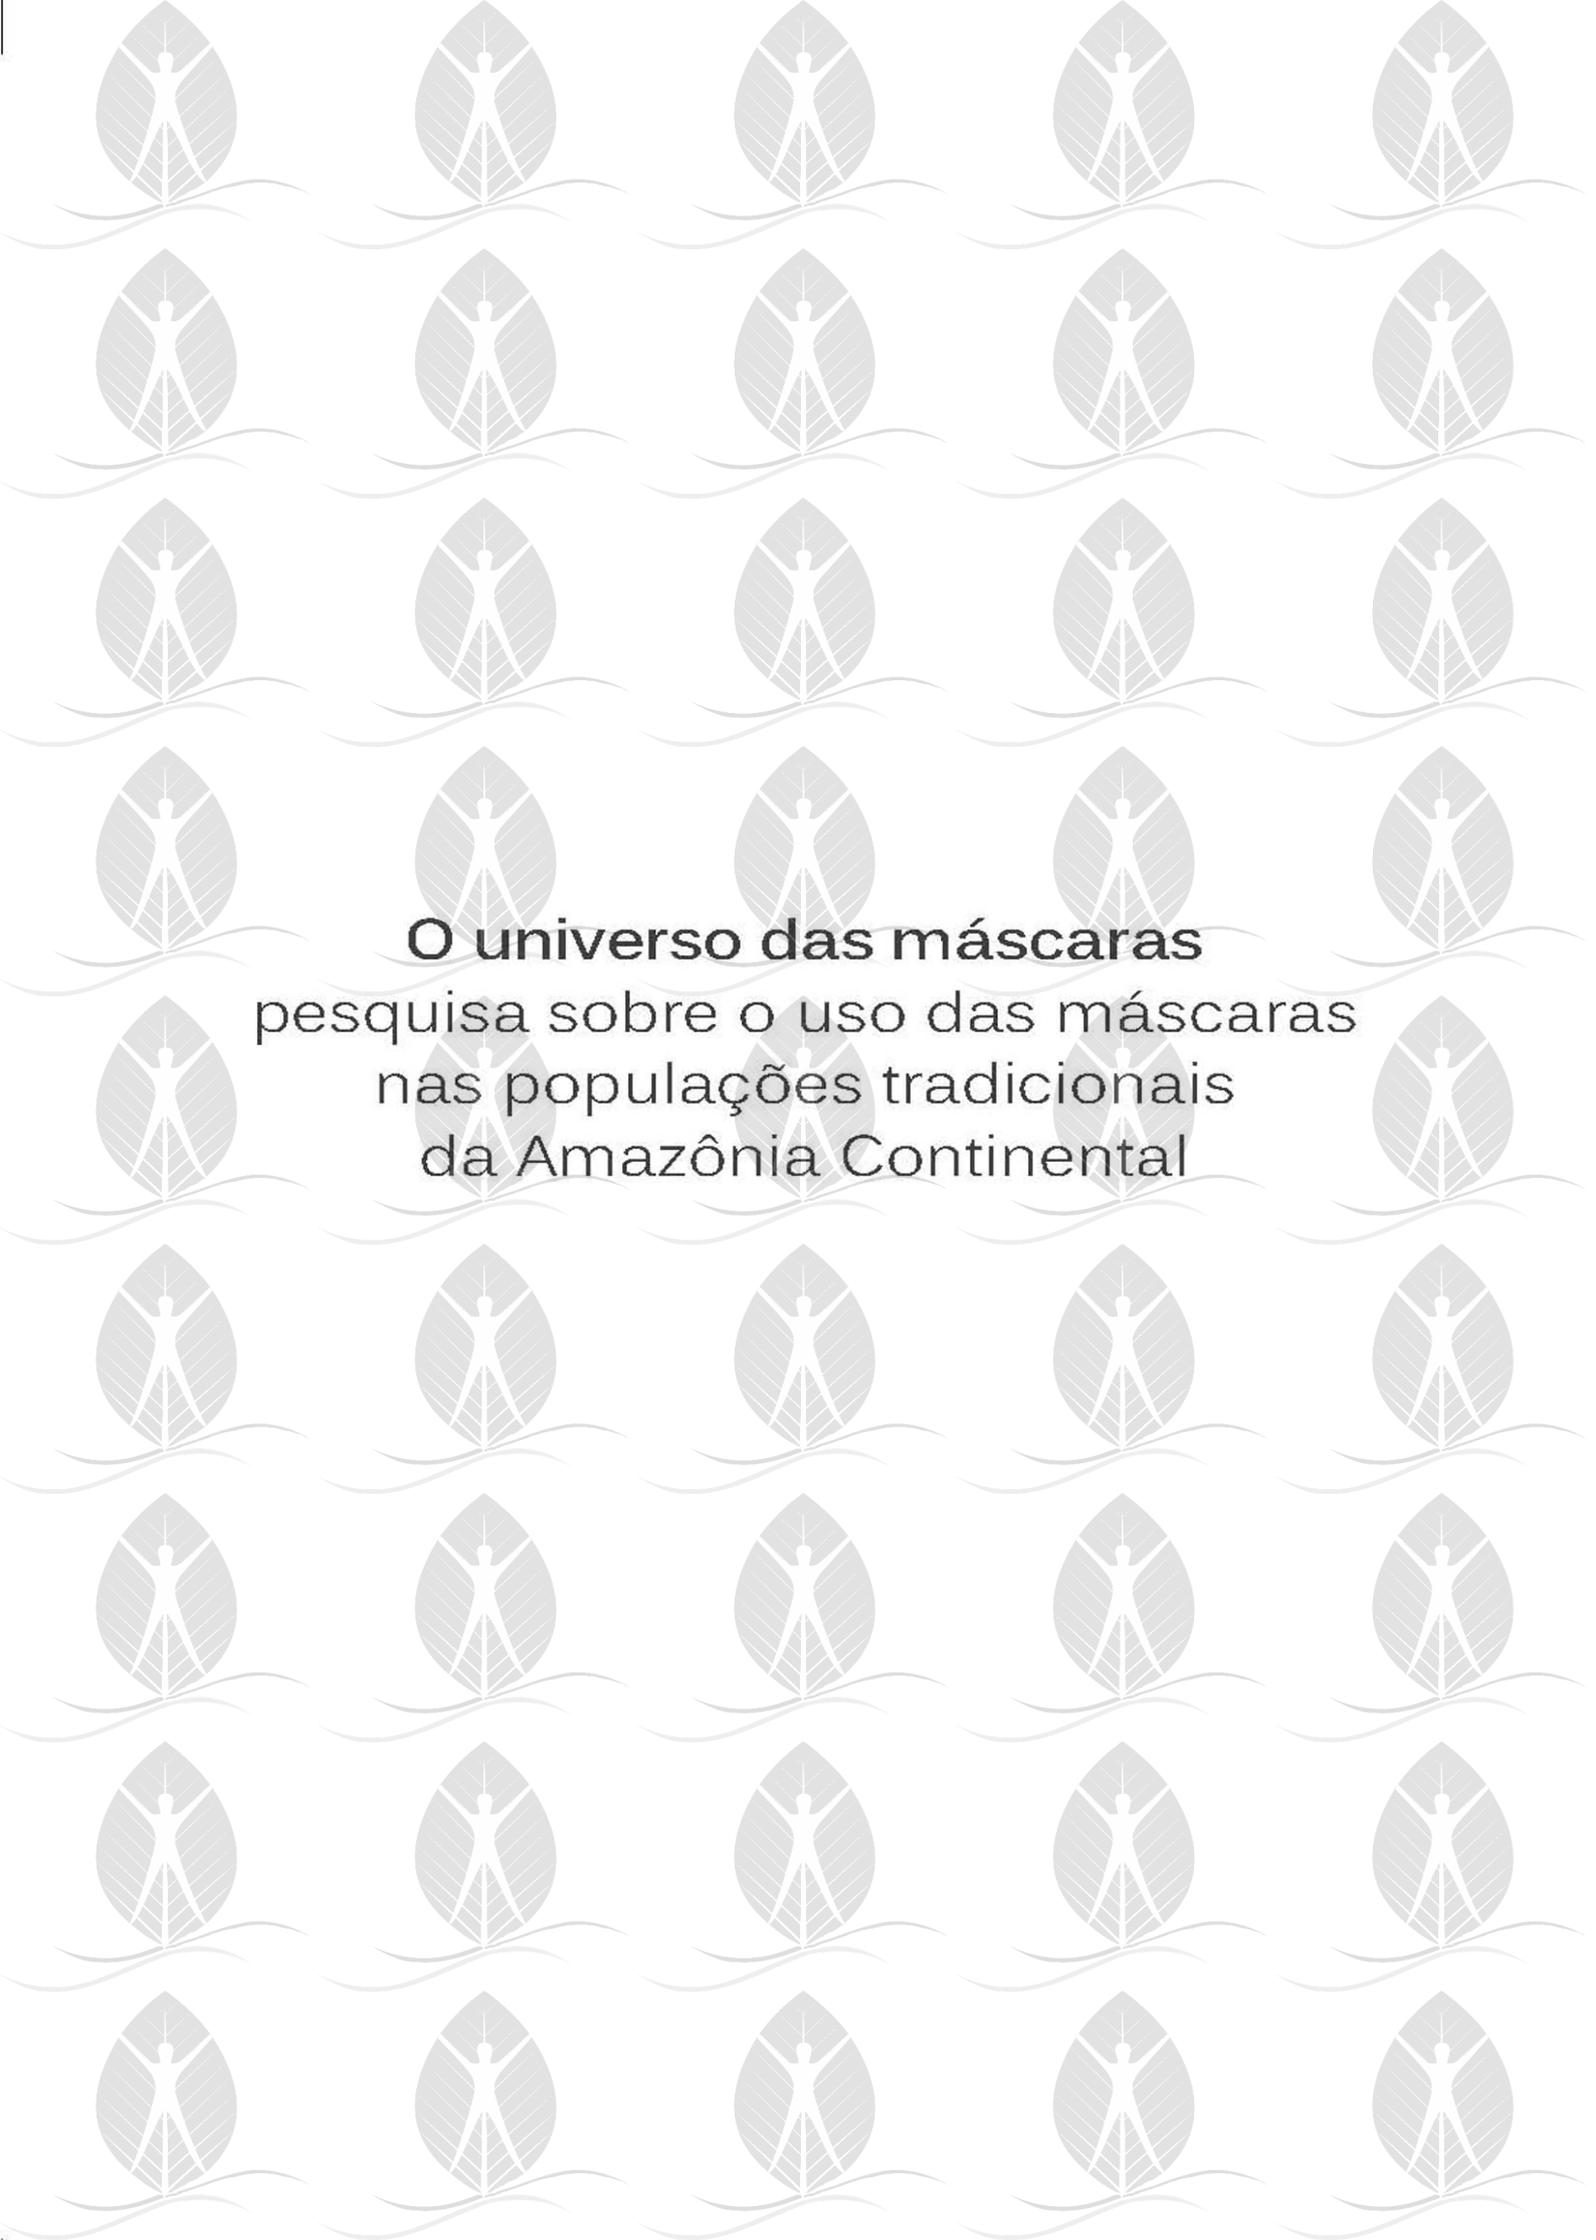 O universo das máscaras
pesquisa sobre o uso das máscaras
nas populações tradicionais
da Amazônia Continental